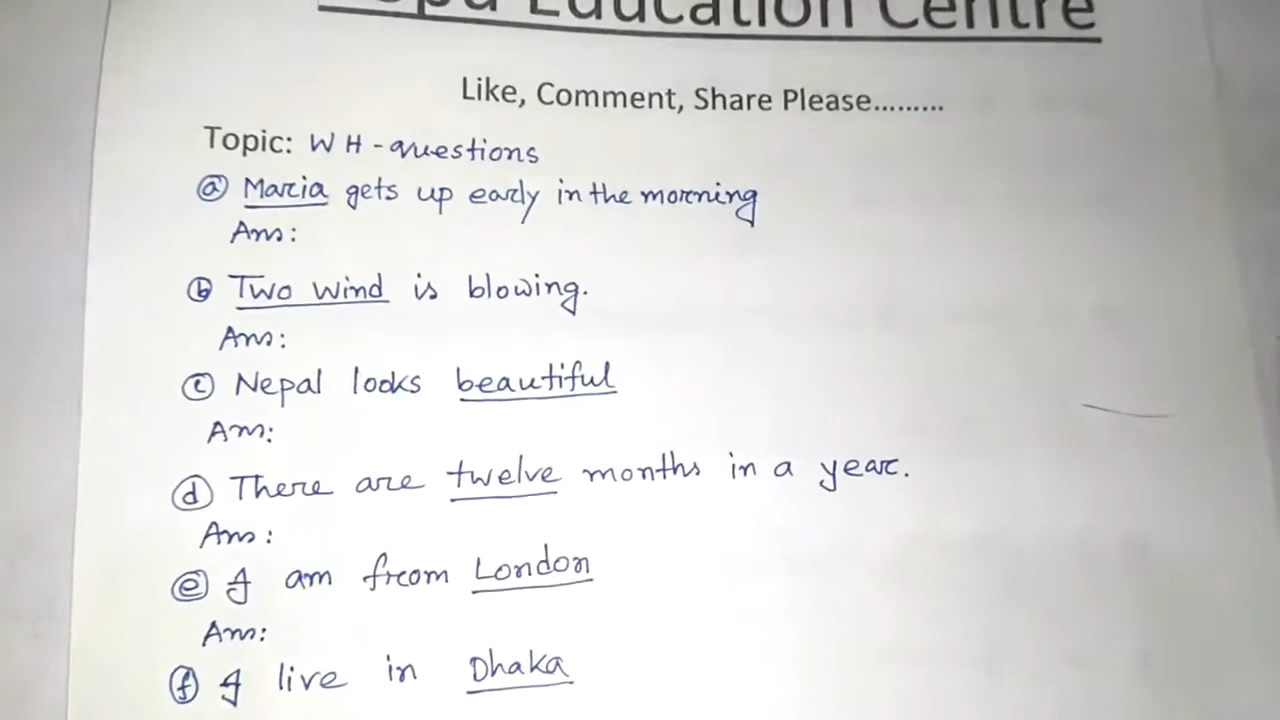 Education Centre
Like, Comment, Share Please.........
Topic: WH-questions
ⓐ Maria gets up early in the morning
Ans:
ⓑ Two wind is blowing.
Ans:
ⓒ Nepal looks beautiful
Ans:
ⓓ There are twelve months in a year.
Ans:
ⓔ I am from London
Ans:
ⓕ I live in Dhaka